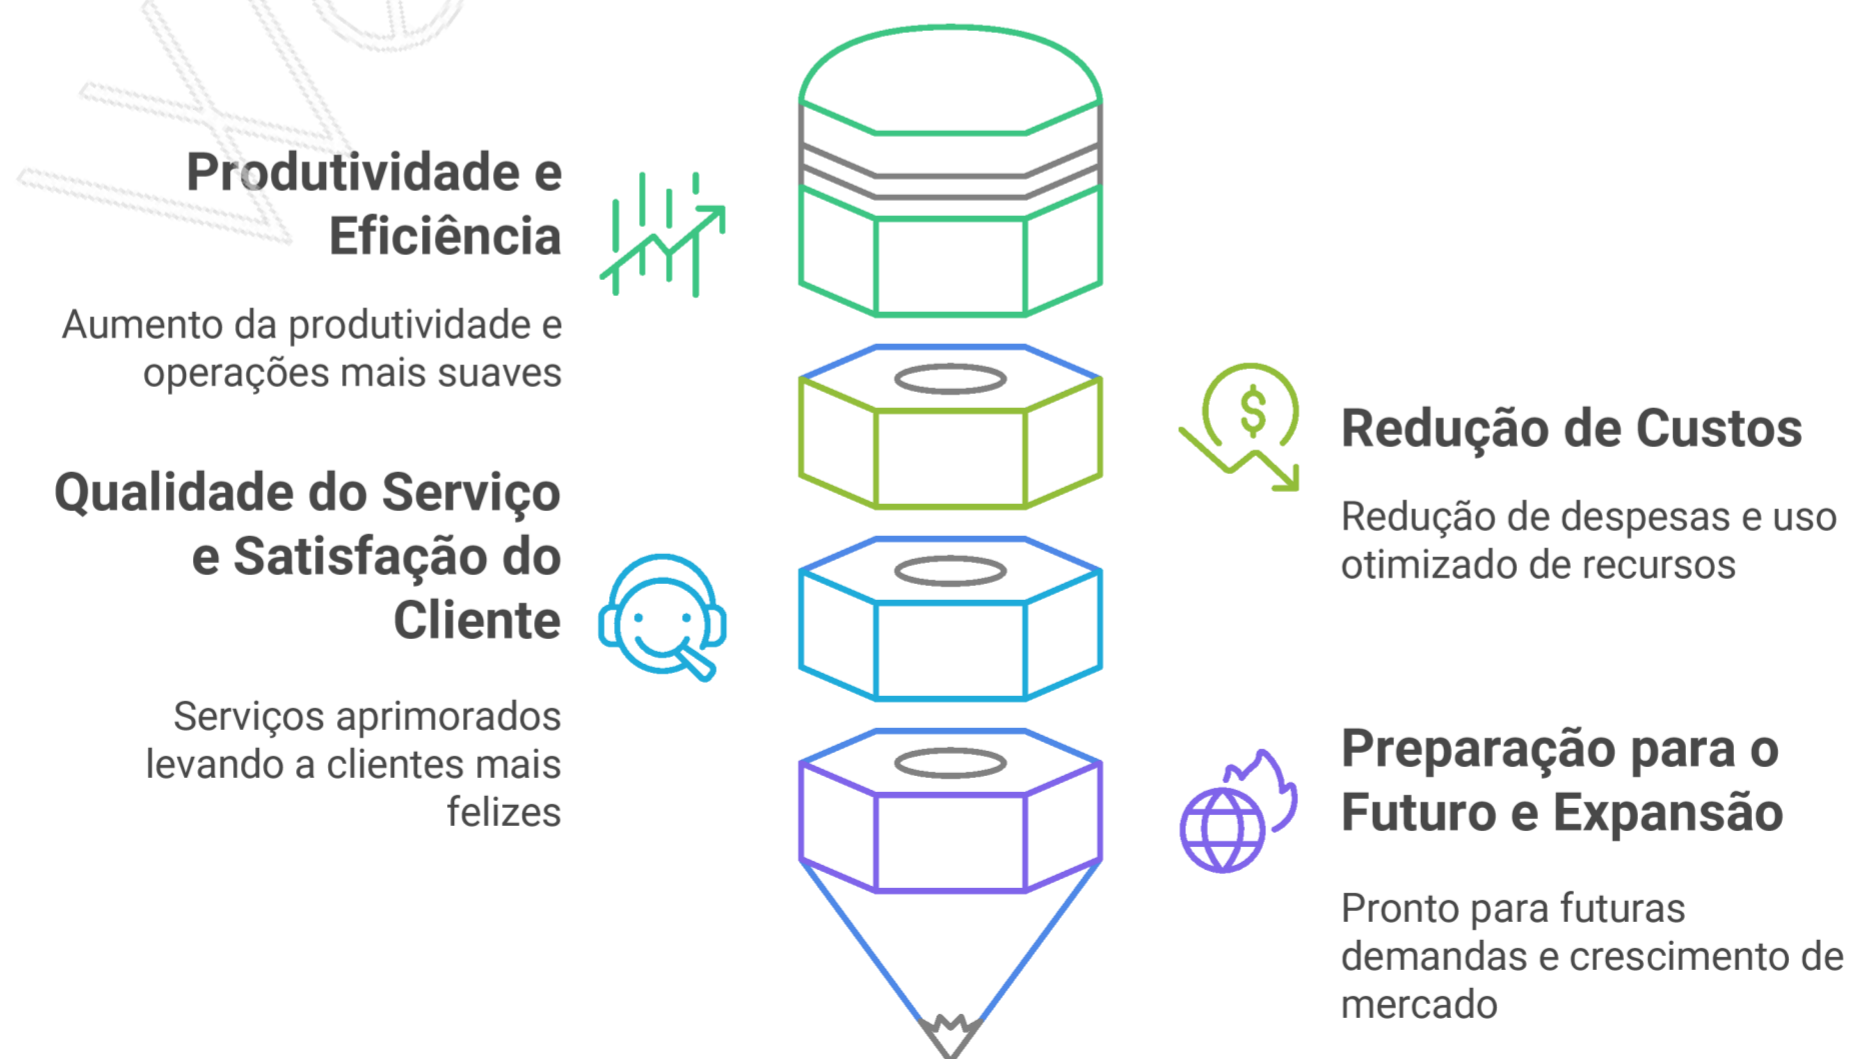 Produtividade e
Eficiência
Aumento da produtividade e
operações mais suaves
Redução de Custos
Redução de despesas e uso
otimizado de recursos
Qualidade do Serviço
e Satisfação do
Cliente
Serviços aprimorados
levando a clientes mais
felizes
Preparação para o
Futuro e Expansão
Pronto para futuras
demandas e crescimento de
mercado
$